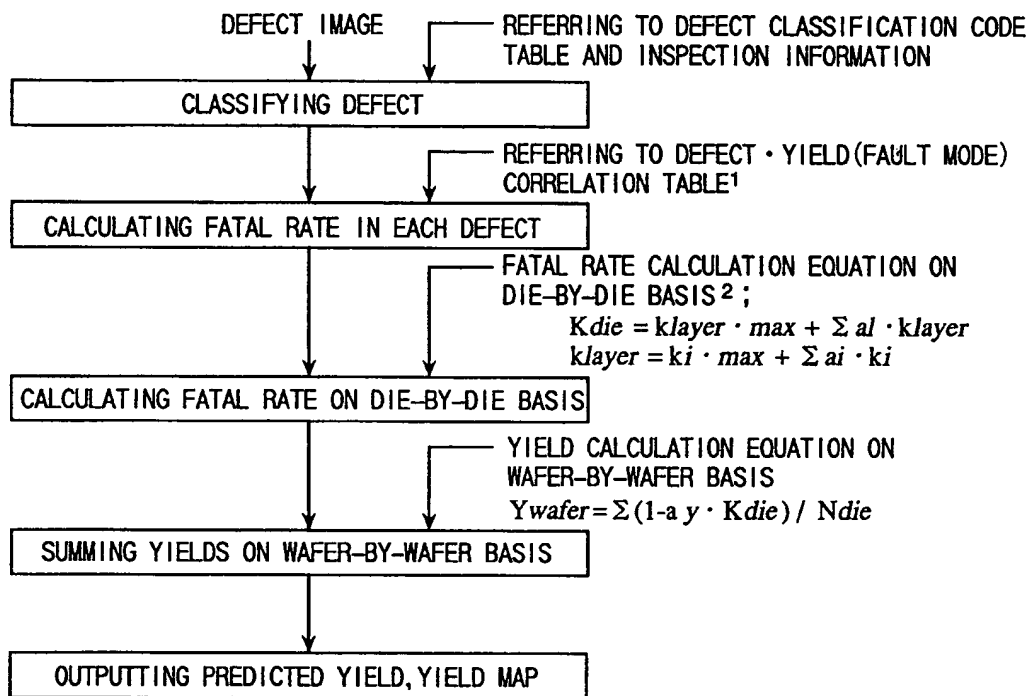 DEFECT IMAGE
REFERRING TO DEFECT CLASSIFICATION CODE
TABLE AND INSPECTION INFORMATION
CLASSIFYING DEFECT
REFERRING TO DEFECT・YIELD(FAULT MODE)
CORRELATION TABLE¹
CALCULATING FATAL RATE IN EACH DEFECT
FATAL RATE CALCULATION EQUATION ON
DIE-BY-DIE BASIS²;
Kdie = klayer · max + Σ al · klayer
klayer = ki · max + Σ ai · ki
CALCULATING FATAL RATE ON DIE-BY-DIE BASIS
YIELD CALCULATION EQUATION ON
WAFER-BY-WAFER BASIS
Ywafer=Σ(1-a y · Kdie) / Ndie
SUMMING YIELDS ON WAFER-BY-WAFER BASIS
OUTPUTTING PREDICTED YIELD, YIELD MAP